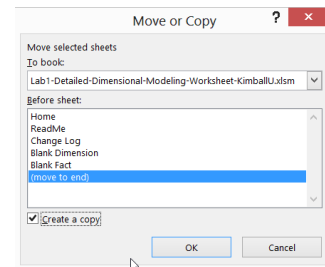 Move or Copy ? ×
Move selected sheets
To book:
Lab1-Detailed-Dimensional-Modeling-Worksheet-KimballU.xlsm
Before sheet:
Home
ReadMe
Change Log
Blank Dimension
Blank Fact
(move to end)
Create a copy
OK Cancel